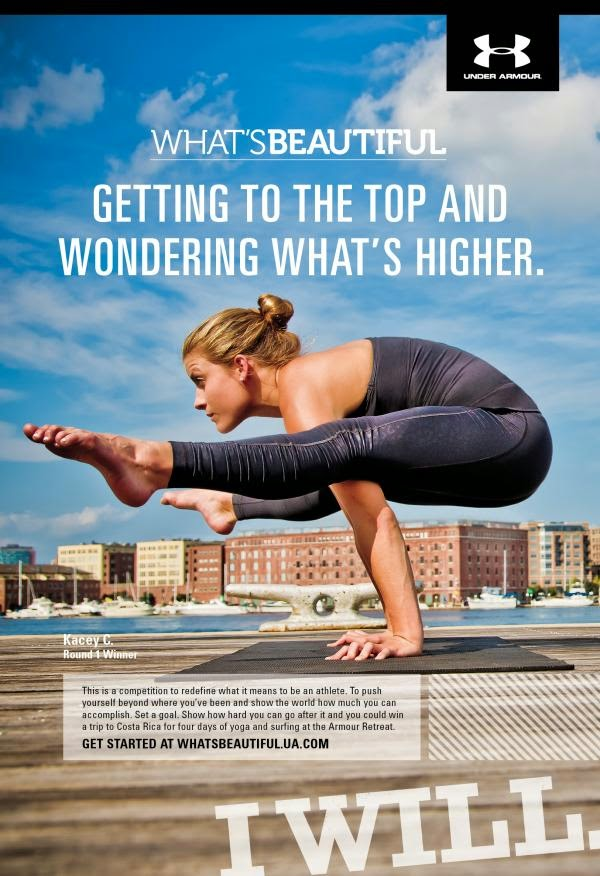 UNDER ARMOUR.
WHAT'SBEAUTIFUL
GETTING TO THE TOP AND
WONDERING WHAT'S HIGHER.
Kacey C.
Round 1 Winner
This is a competition to redefine what it means to be an athlete. To push
yourself beyond where you've been and show the world how much you can
accomplish. Set a goal. Show how hard you can go after it and you could win
a trip to Costa Rica for four days of yoga and surfing at the Armour Retreat.
GET STARTED AT WHATSBEAUTIFUL.UA.COM
I WILL.